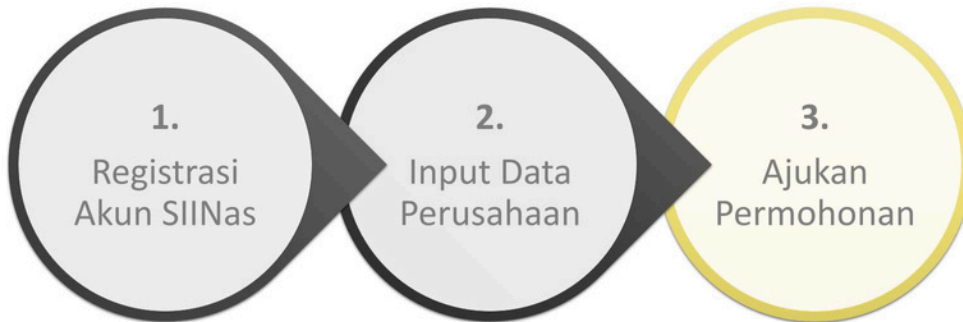 1.
Registrasi
Akun SIINas
2.
Input Data
Perusahaan
3.
Ajukan
Permohonan